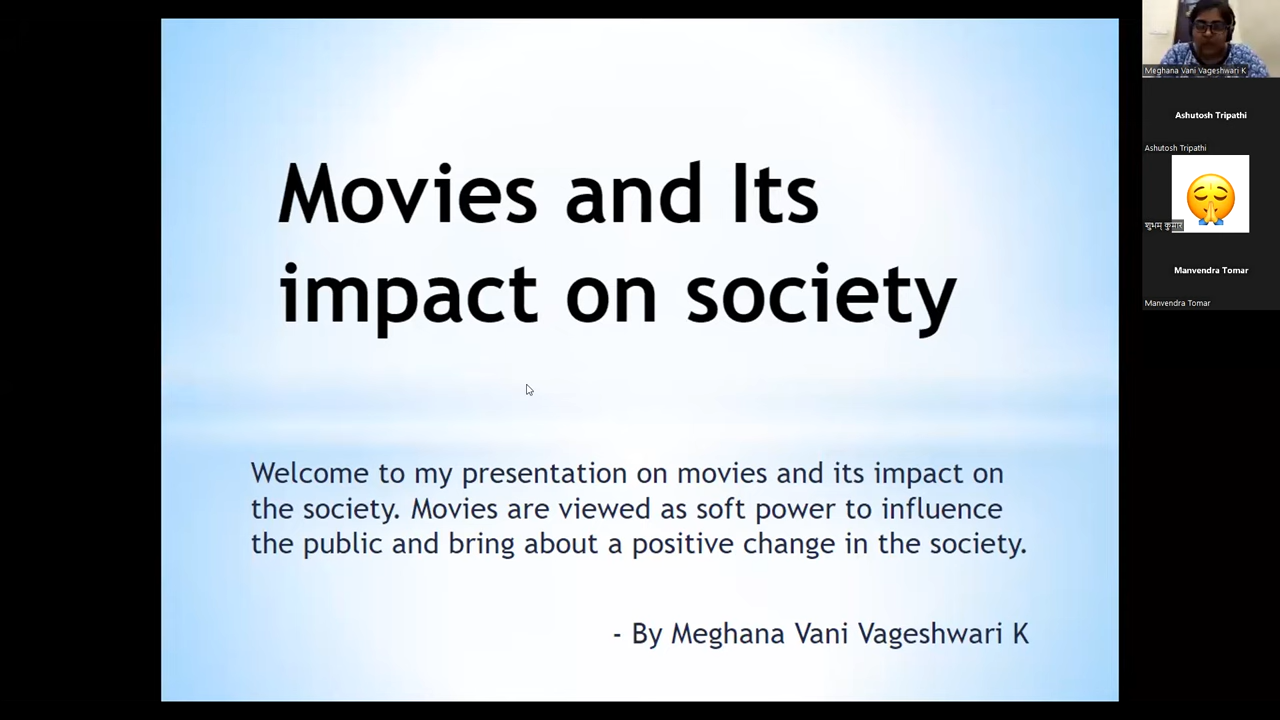 Movies and Its
impact on society
Welcome to my presentation on movies and its impact on
the society. Movies are viewed as soft power to influence
the public and bring about a positive change in the society.
- By Meghana Vani Vageshwari K
Meghana Vani Vageshwari K
Ashutosh Tripathi
Ashutosh Tripathi
शुभम् कुमार
Manvendra Tomar
Manvendra Tomar